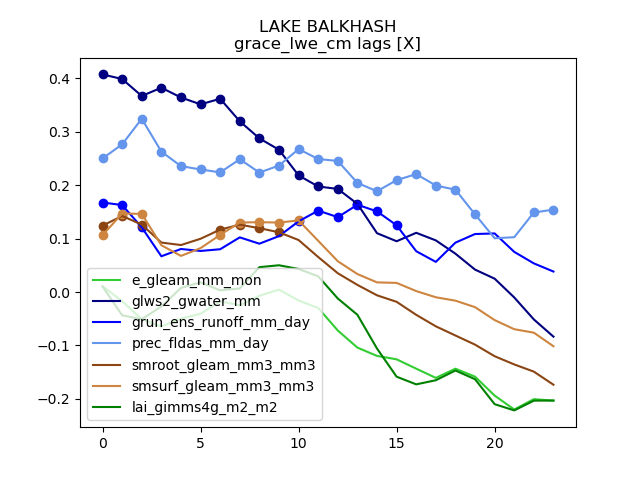 LAKE BALKHASH
grace_lwe_cm lags [X]
0.4
0.3
0.2
0.1
0.0
−0.1
−0.2
e_gleam_mm_mon
glws2_gwater_mm
grun_ens_runoff_mm_day
prec_fldas_mm_day
smroot_gleam_mm3_mm3
smsurf_gleam_mm3_mm3
lai_gimms4g_m2_m2
0 5 10 15 20